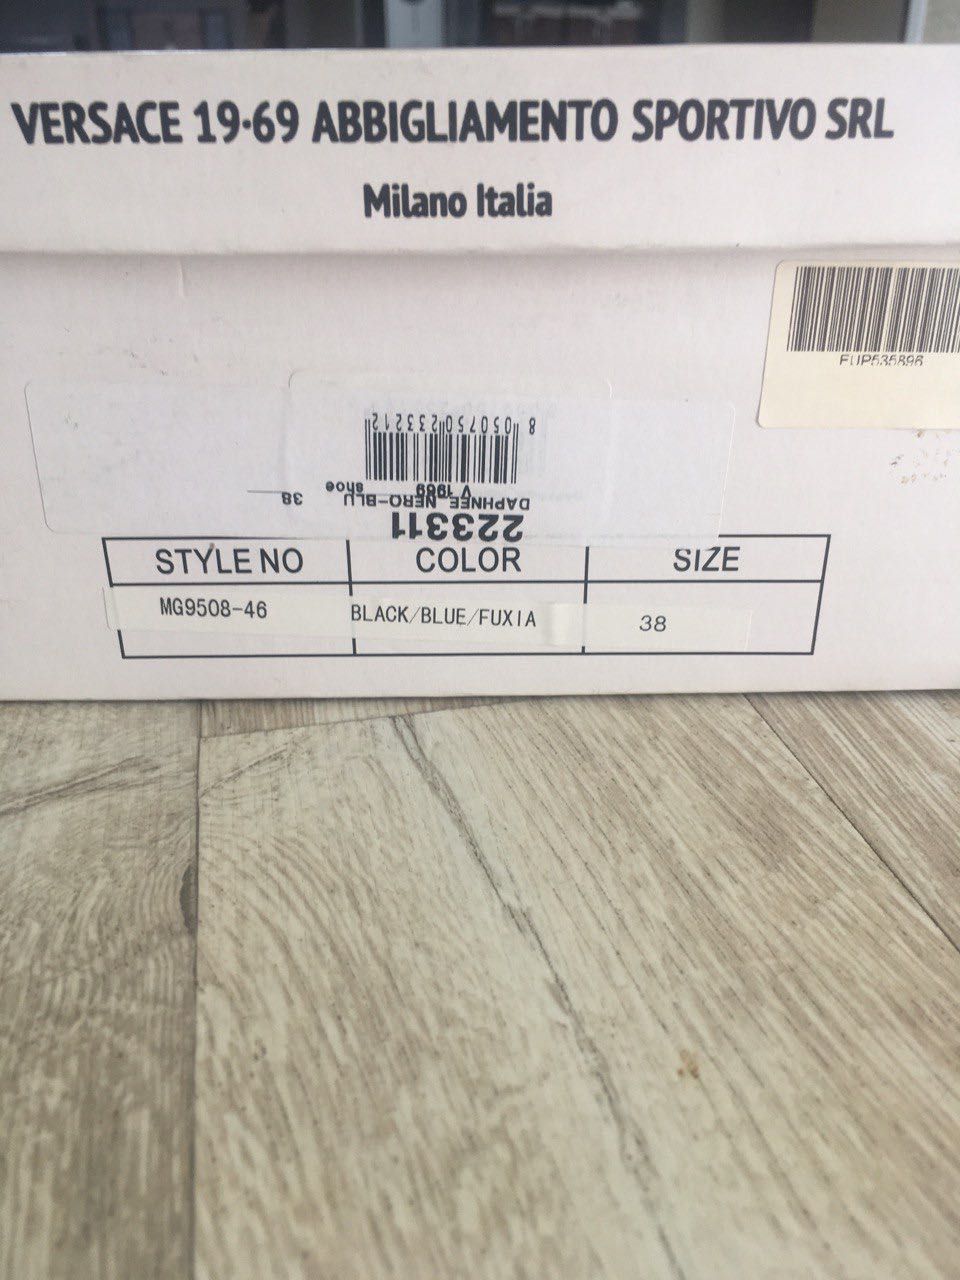 VERSACE 19·69 ABBIGLIAMENTO SPORTIVO SRL
Milano Italia
FUP535896
8 050750 233212
V 1969 shoe
DAPHNEE NERO-BLU 38
223311
STYLE NO COLOR SIZE
MG9508-46 BLACK/BLUE/FUXIA 38